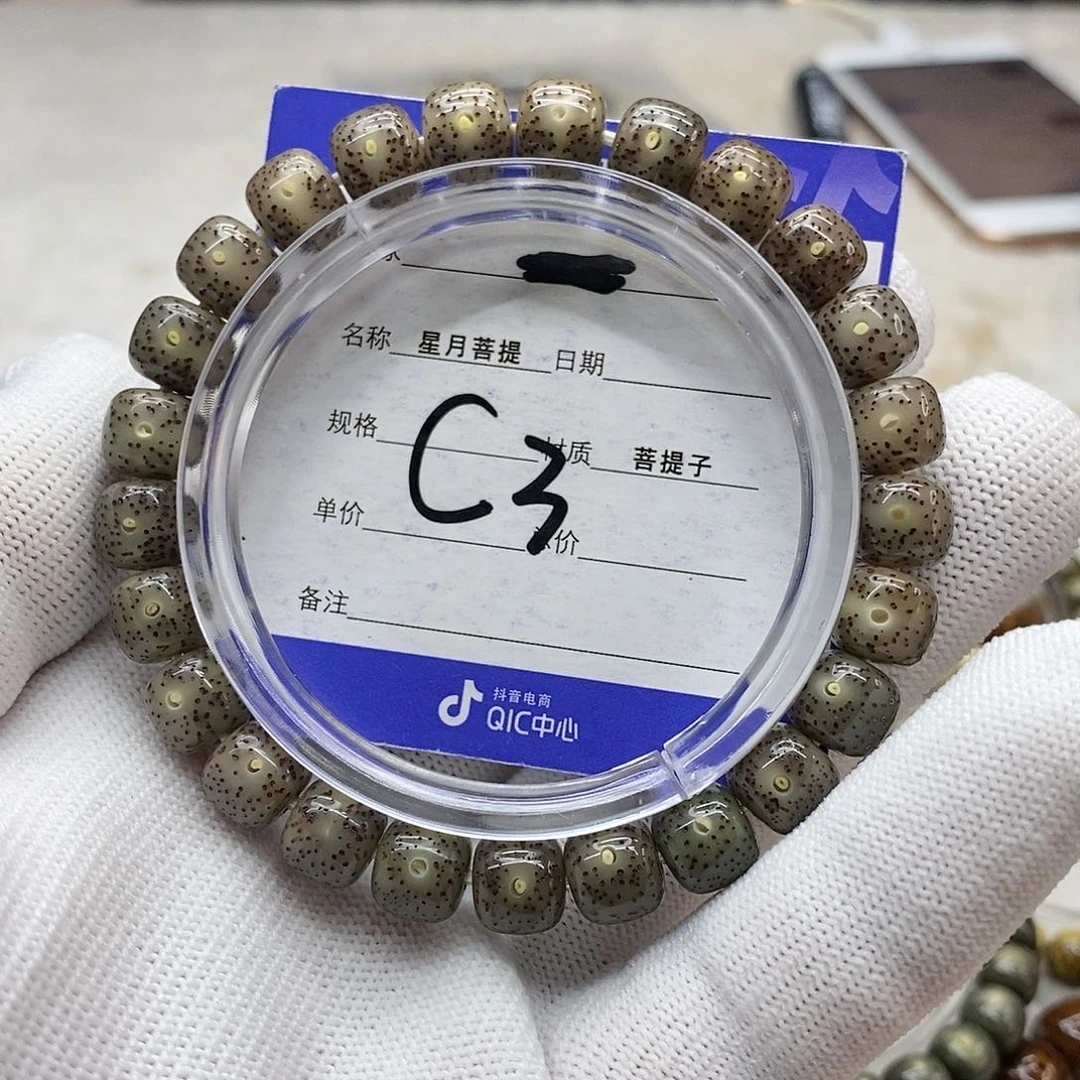 名称 星月菩提 日期
规格 材质 菩提子
C3
单价 价
备注
抖音电商
QIC中心